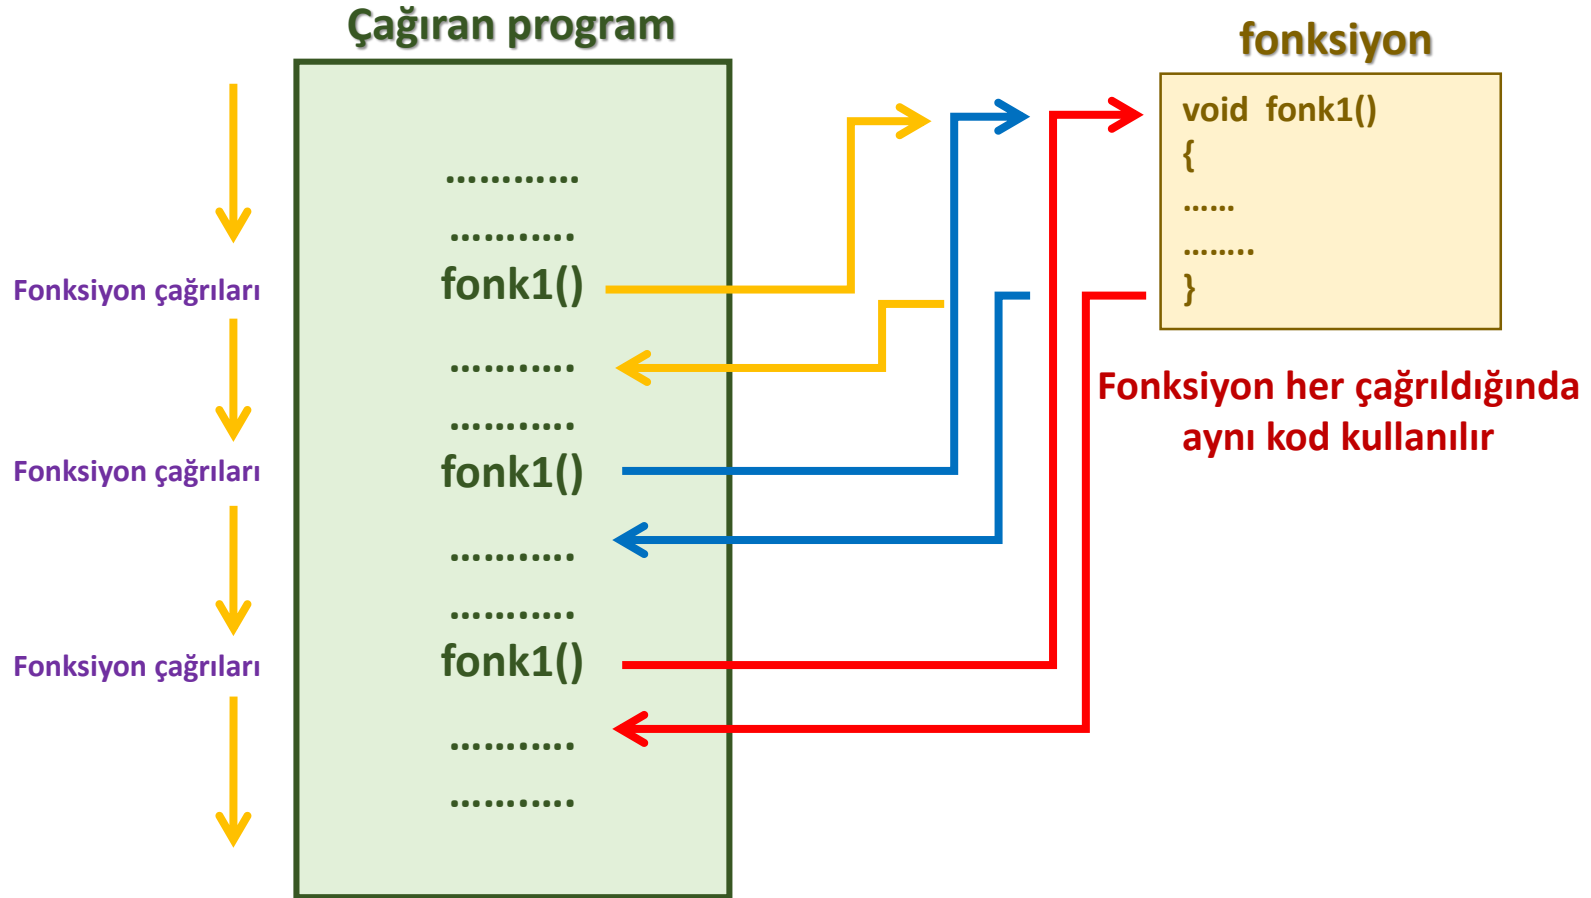 Çağıran program
fonksiyon
void fonk1()
{
......
........
}
Fonksiyon her çağrıldığında
aynı kod kullanılır
............
...........
Fonksiyon çağrıları
fonk1()
...........
...........
Fonksiyon çağrıları
fonk1()
...........
...........
Fonksiyon çağrıları
fonk1()
...........
...........